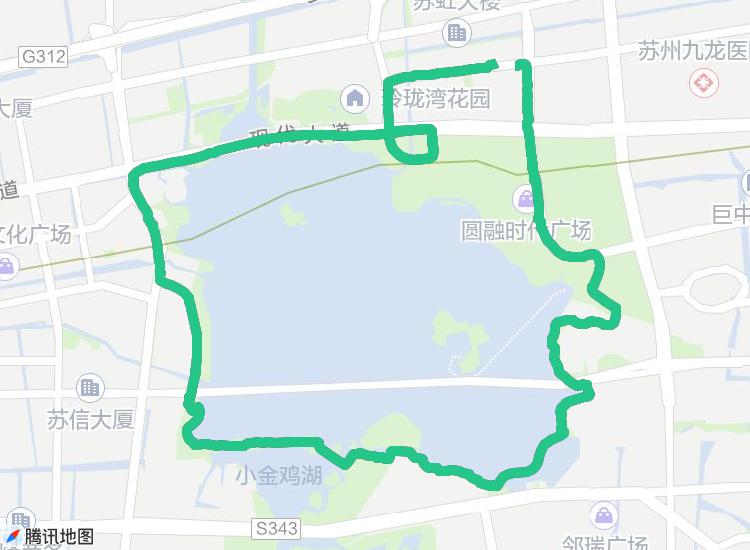 苏虹大楼
G312
苏州九龙医
玲珑湾花园
大厦
现代大道
道
巨中
文化广场
圆融时代广场
苏信大厦
小金鸡湖
S343
邻瑞广场
腾讯地图